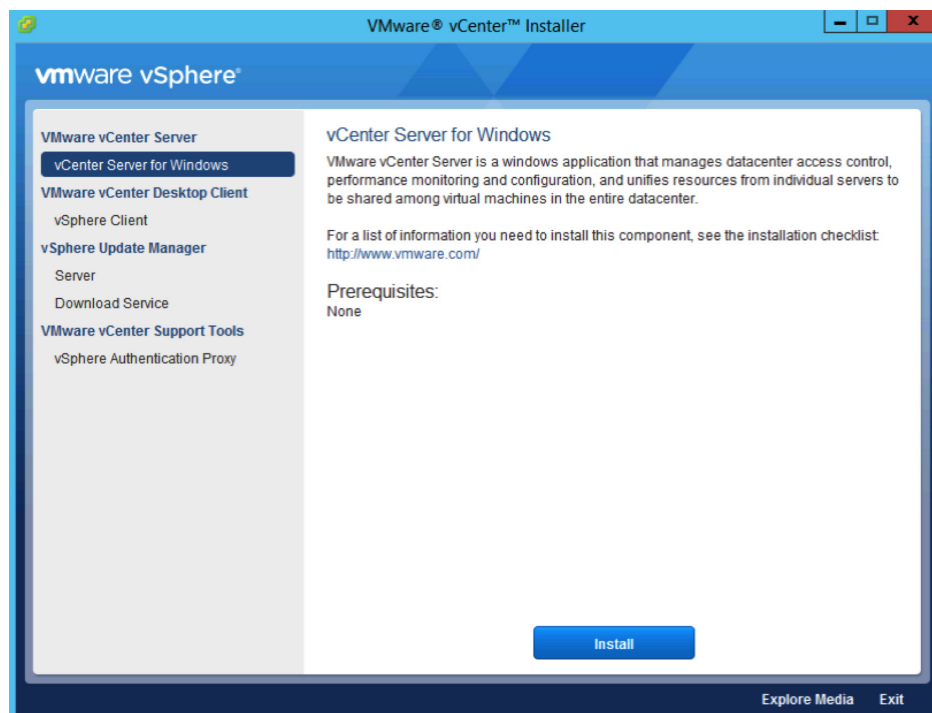 VMware® vCenter™ Installer
vmware vSphere®
VMware vCenter Server
vCenter Server for Windows
VMware vCenter Desktop Client
vSphere Client
vSphere Update Manager
Server
Download Service
VMware vCenter Support Tools
vSphere Authentication Proxy
vCenter Server for Windows
VMware vCenter Server is a windows application that manages datacenter access control,
performance monitoring and configuration, and unifies resources from individual servers to
be shared among virtual machines in the entire datacenter.
For a list of information you need to install this component, see the installation checklist:
http://www.vmware.com/
Prerequisites:
None
Install
Explore Media Exit